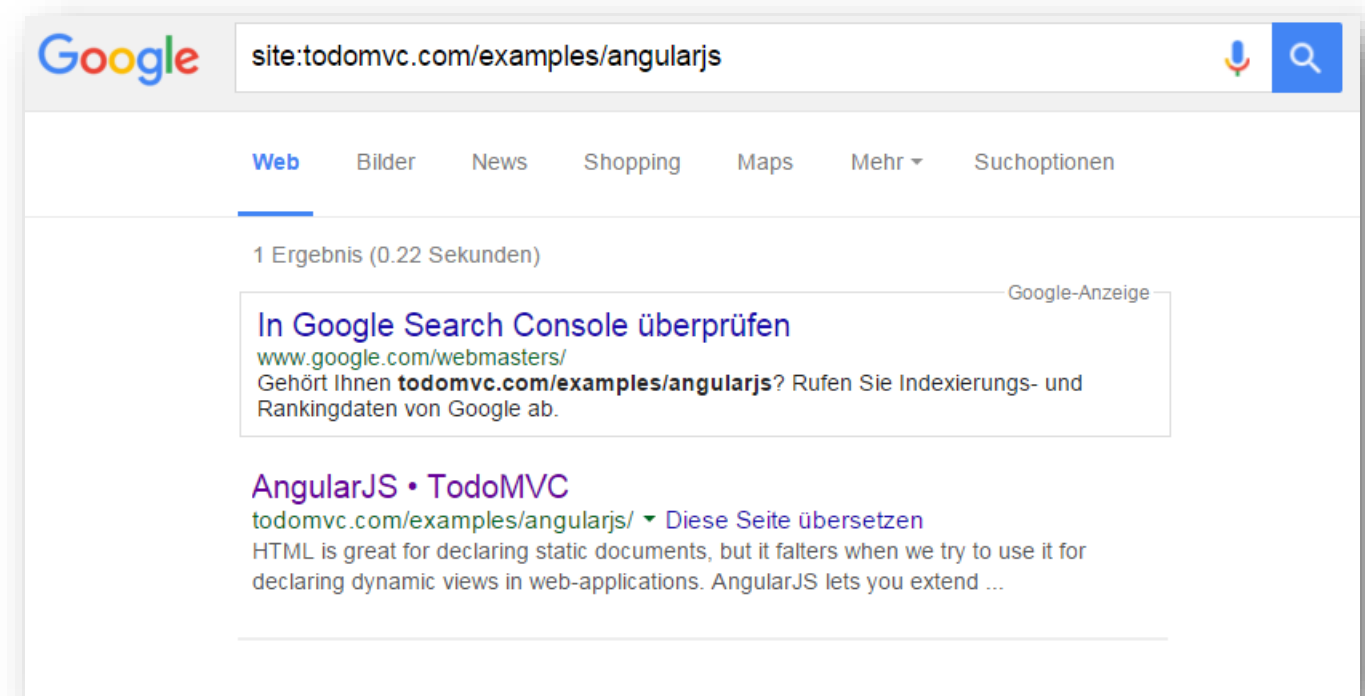 Google site:todomvc.com/examples/angularjs
Web Bilder News Shopping Maps Mehr Suchoptionen
1 Ergebnis (0.22 Sekunden)
Google-Anzeige
In Google Search Console überprüfen
www.google.com/webmasters/
Gehört Ihnen todomvc.com/examples/angularjs? Rufen Sie Indexierungs- und
Rankingdaten von Google ab.
AngularJS • TodoMVC
todomvc.com/examples/angularjs/ Diese Seite übersetzen
HTML is great for declaring static documents, but it falters when we try to use it for
declaring dynamic views in web-applications. AngularJS lets you extend ...